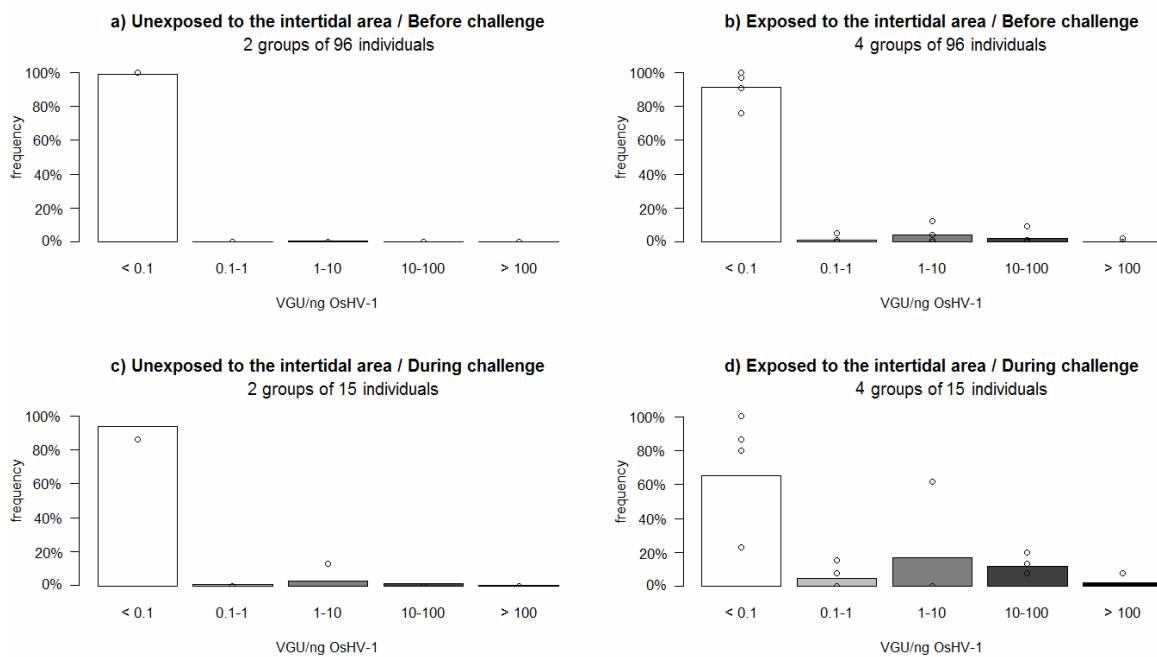 a) Unexposed to the intertidal area / Before challenge
2 groups of 96 individuals
100%
80%
60%
40%
20%
0%
frequency
< 0.1
0.1-1
1-10
10-100
> 100
VGU/ng OsHV-1
b) Exposed to the intertidal area / Before challenge
4 groups of 96 individuals
100%
80%
60%
40%
20%
0%
frequency
< 0.1
0.1-1
1-10
10-100
> 100
VGU/ng OsHV-1
c) Unexposed to the intertidal area / During challenge
2 groups of 15 individuals
100%
80%
60%
40%
20%
0%
frequency
< 0.1
0.1-1
1-10
10-100
> 100
VGU/ng OsHV-1
d) Exposed to the intertidal area / During challenge
4 groups of 15 individuals
100%
80%
60%
40%
20%
0%
frequency
< 0.1
0.1-1
1-10
10-100
> 100
VGU/ng OsHV-1